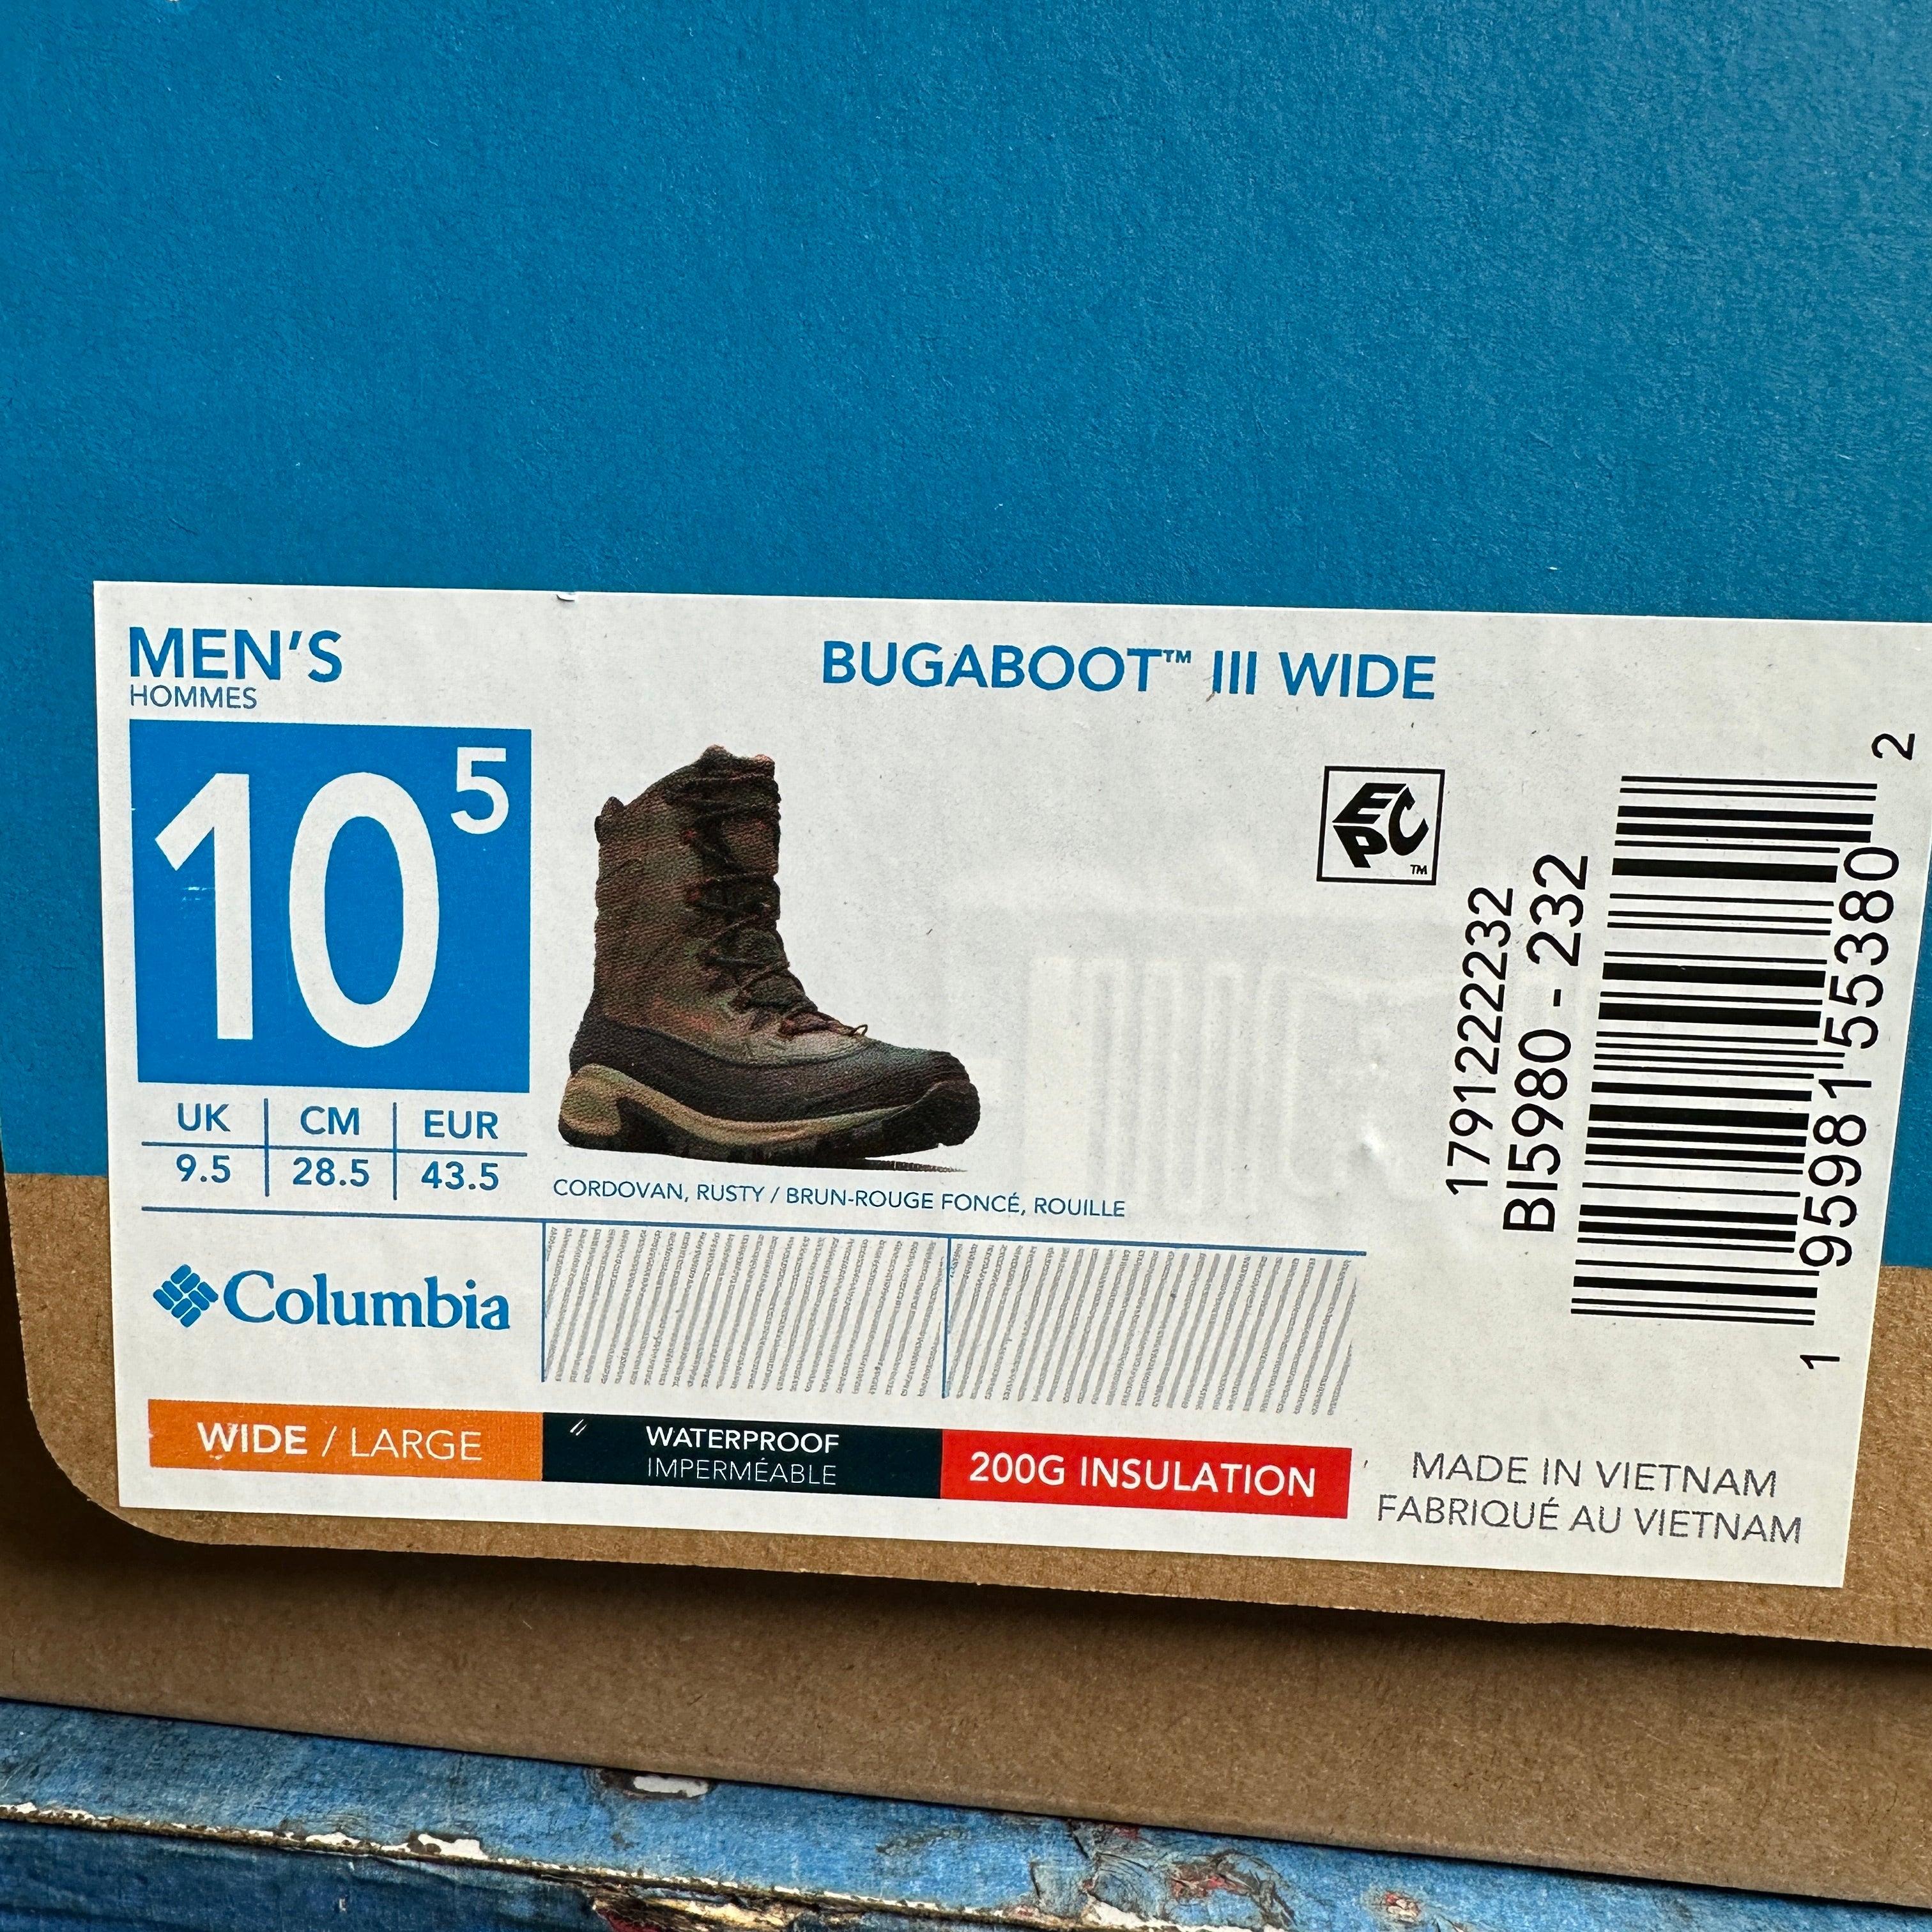 MEN'S
HOMMES
BUGABOOT™ III WIDE
10 5
UK CM EUR
9.5 28.5 43.5
CORDOVAN, RUSTY / BRUN-ROUGE FONCÉ, ROUILLE
Columbia
WIDE / LARGE
WATERPROOF
IMPERMÉABLE
200G INSULATION
EPC™
179122232
BI5980 - 232
1 95981 55380 2
MADE IN VIETNAM
FABRIQUÉ AU VIETNAM